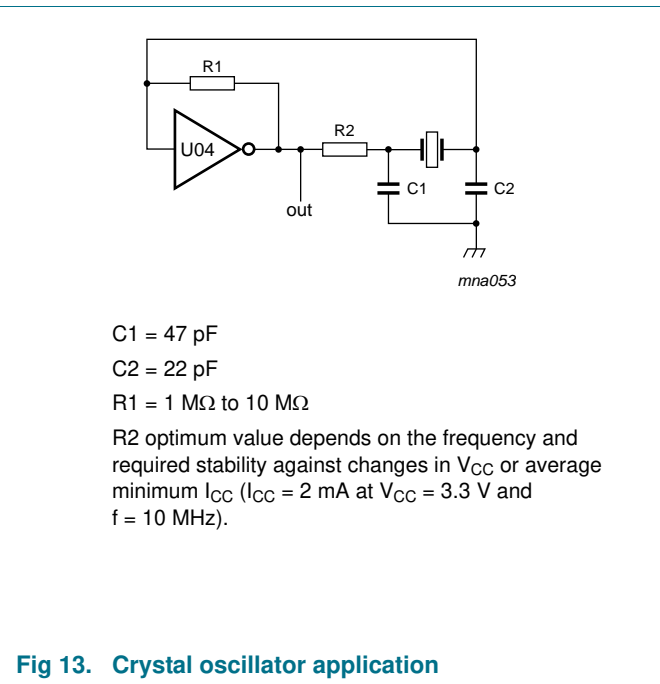 R1
U04
R2
C1
C2
out
mna053
C1 = 47 pF
C2 = 22 pF
R1 = 1 MΩ to 10 MΩ
R2 optimum value depends on the frequency and
required stability against changes in VCC or average
minimum ICC (ICC = 2 mA at VCC = 3.3 V and
f = 10 MHz).
Fig 13. Crystal oscillator application